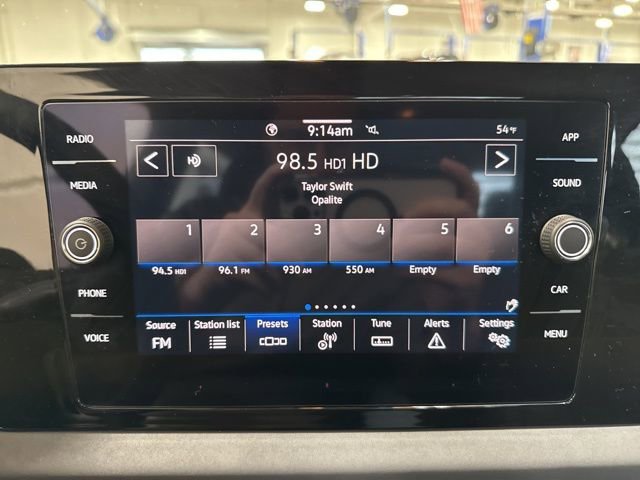 RADIO
MEDIA
PHONE
VOICE
9:14am
54°F
98.5 HD1 HD
Taylor Swift
Opalite
1 2 3 4 5 6
94.5 HD1 96.1 FM 930 AM 550 AM Empty Empty
Source Station list Presets Station Tune Alerts Settings
FM
APP
SOUND
CAR
MENU